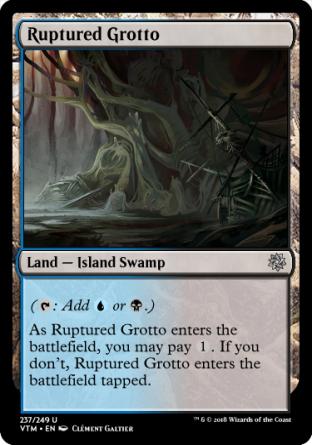 Ruptured Grotto
Land — Island Swamp
(: Add or .)
As Ruptured Grotto enters the
battlefield, you may pay 1. If you
don't, Ruptured Grotto enters the
battlefield tapped.
237/249 U
VTM • EN Clément Galtier
™ & © 2018 Wizards of the Coast